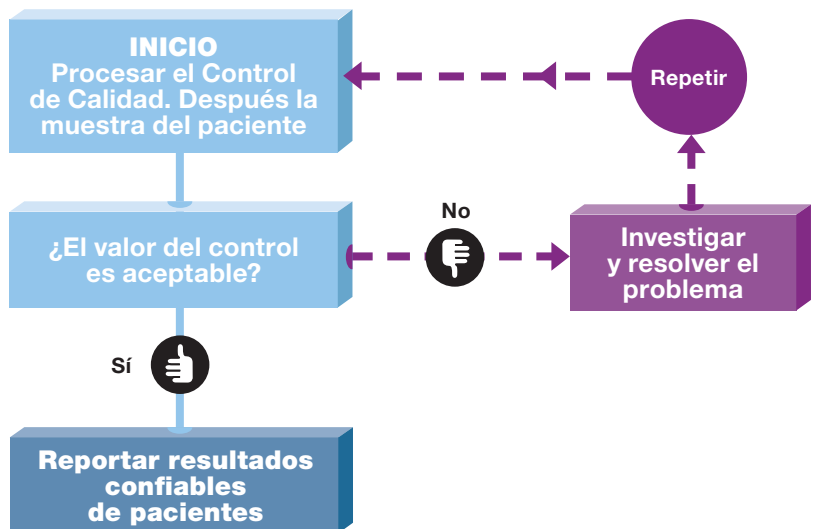 INICIO
Procesar el Control
de Calidad. Después la
muestra del paciente
Repetir
¿El valor del control
es aceptable?
No
Investigar
y resolver el
problema
Sí
Reportar resultados
confiables
de pacientes